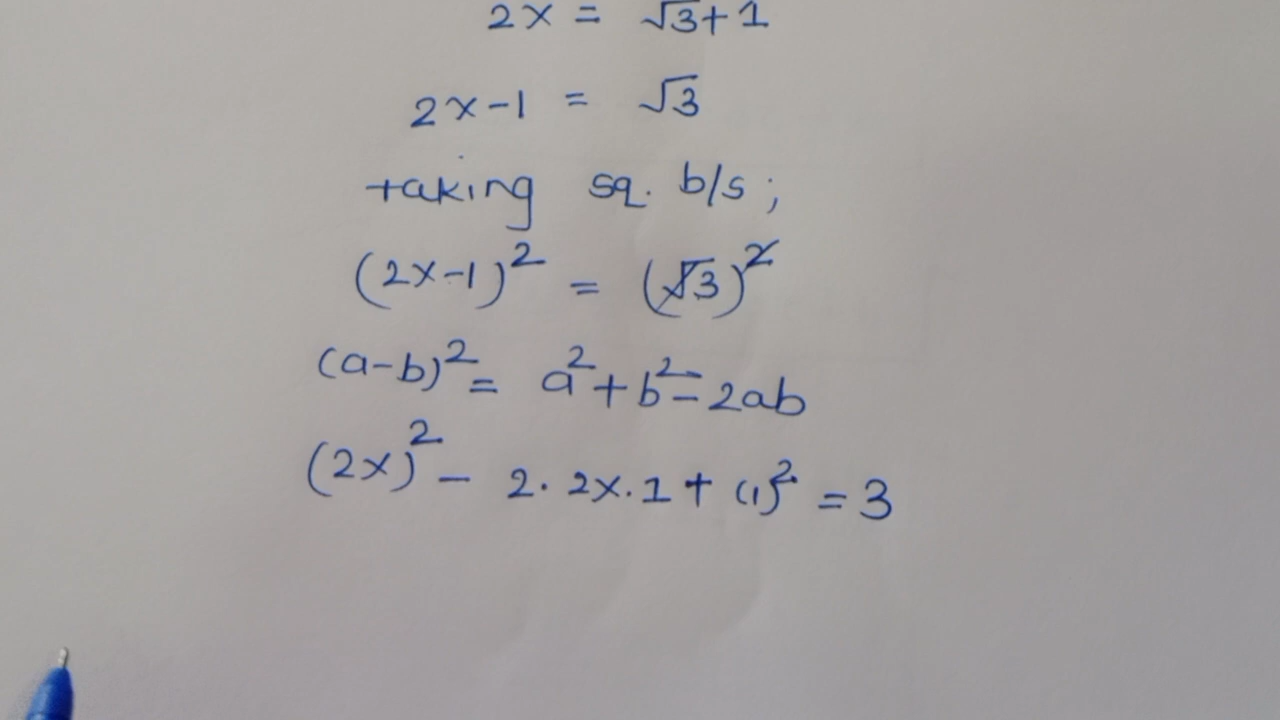 2x = √3+1
2x-1 = √3
taking sq. b/s;
(2x-1)² = (√3)²
(a-b)² = a²+b²-2ab
(2x)² - 2. 2x.1 + (1)² = 3